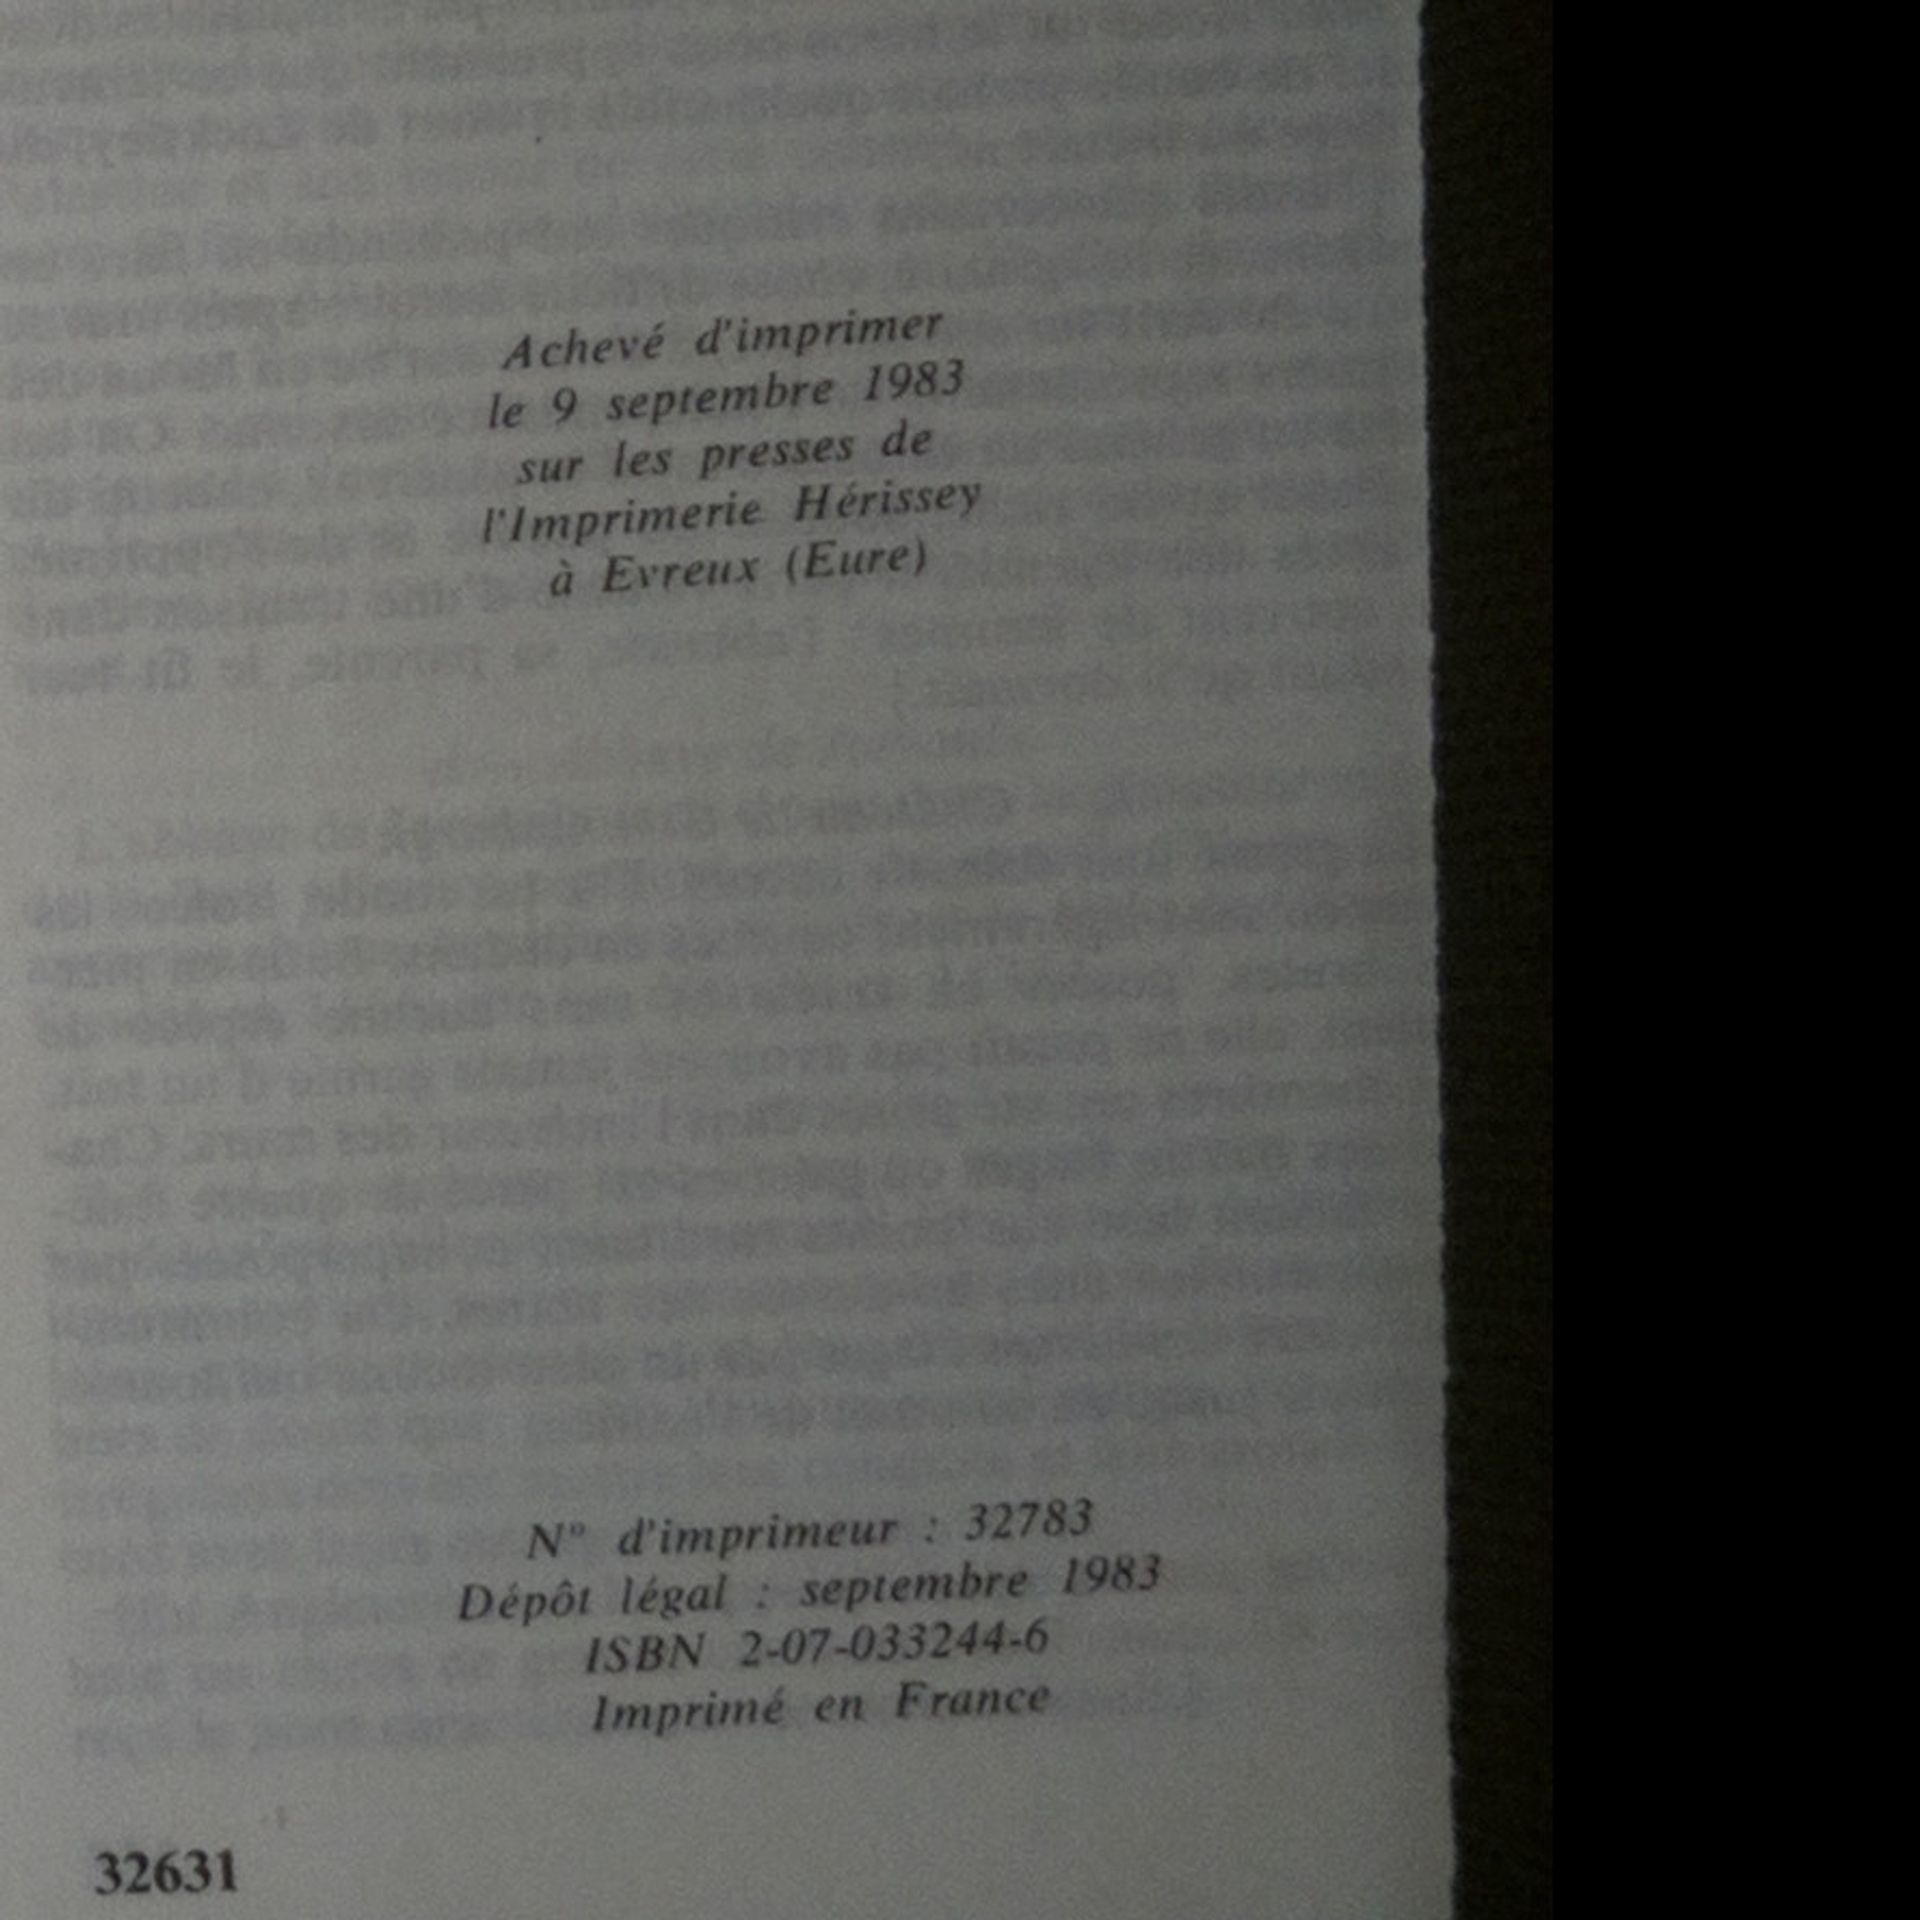 Achevé d'imprimer
le 9 septembre 1983
sur les presses de
l'Imprimerie Hérissey
à Evreux (Eure)
N° d'imprimeur : 32783
Dépôt légal : septembre 1983
ISBN 2-07-033244-6
Imprimé en France
32631